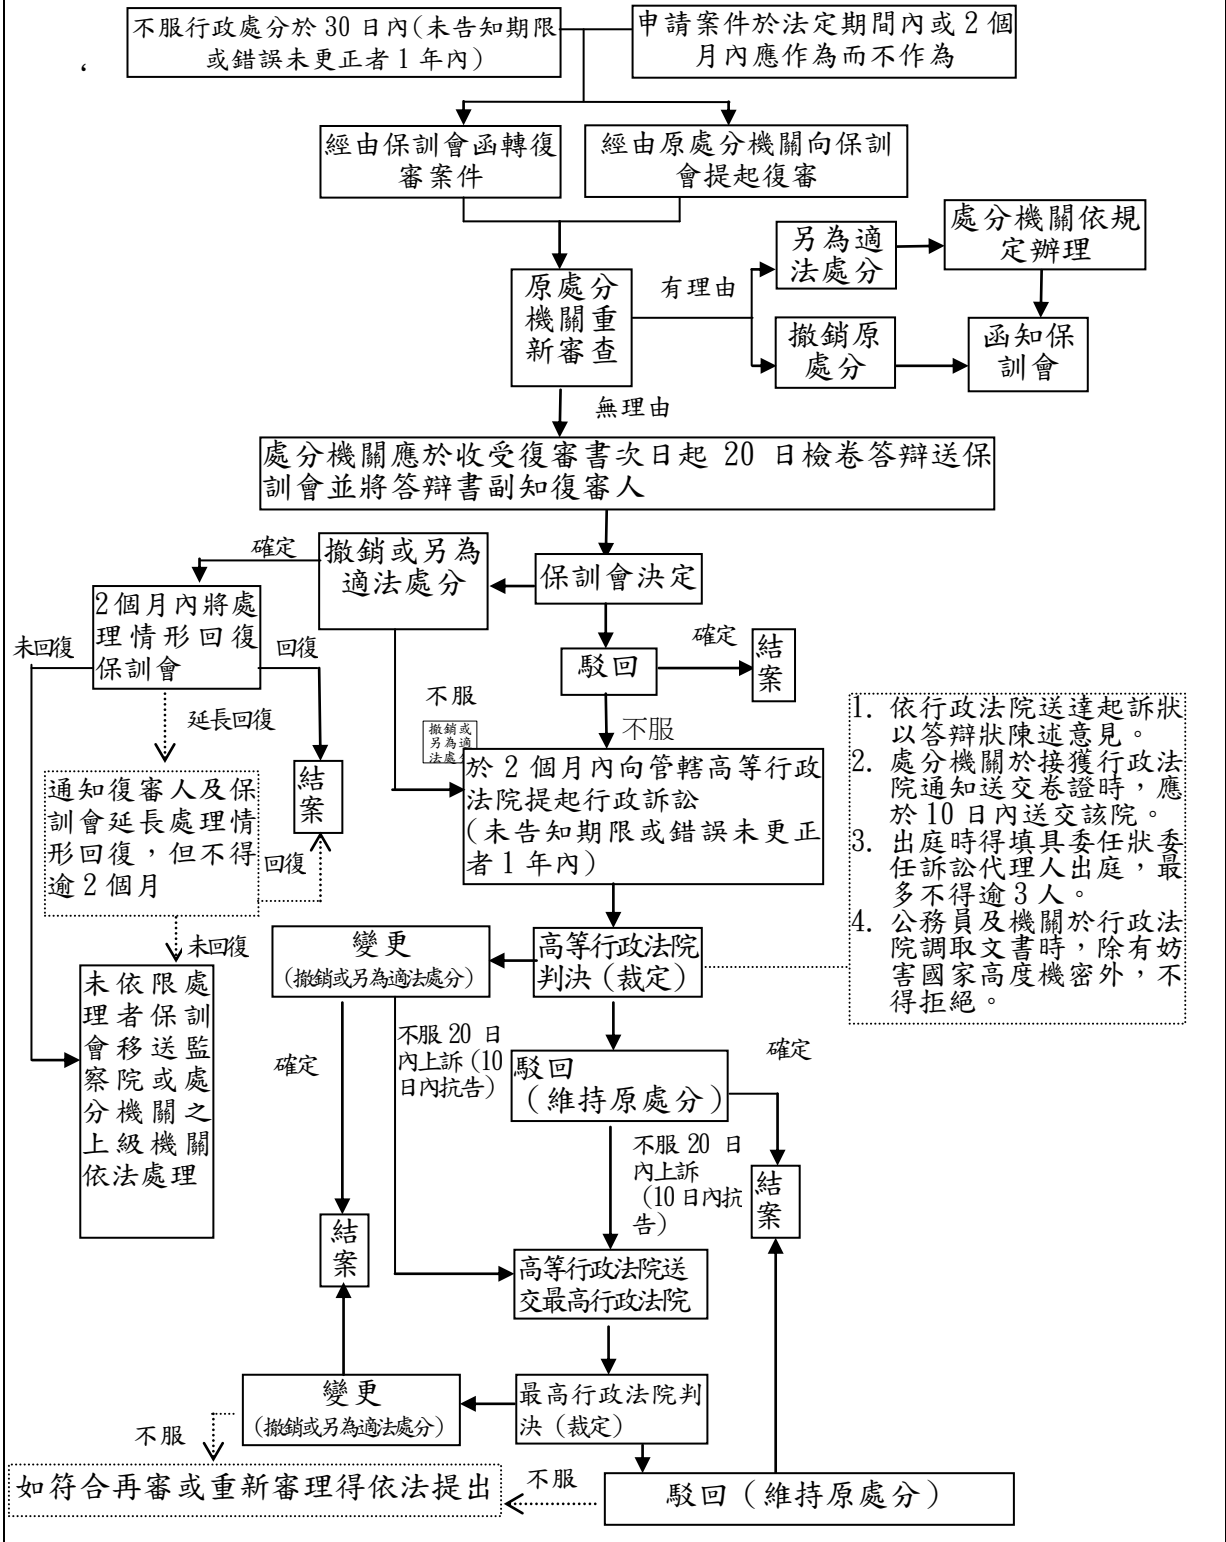 不服行政處分於 30 日內(未告知期限
或錯誤未更正者 1 年內)
申請案件於法定期間內或 2 個
月內應作為而不作為
‘
經由保訓會函轉復
審案件
經由原處分機關向保訓
會提起復審
原處分
機關重
新審查
有理由
另為適
法處分
處分機關依規
定辦理
撤銷原
處分
函知保
訓會
無理由
處分機關應於收受復審書次日起 20 日檢卷答辯送保
訓會並將答辯書副知復審人
保訓會決定
撤銷或另為
適法處分
確定
2個月內將處
理情形回復
保訓會
未回復
回復
延長回復
駁回
確定
結
案
不服
撤銷或
另為適
法處分
不服
結
案
通知復審人及保
訓會延長處理情
形回復，但不得
逾 2 個月
回復
未回復
未依限處
理者保訓
會移送監
察院或處
分機關之
上級機關
依法處理
於 2 個月內向管轄高等行政
法院提起行政訴訟
(未告知期限或錯誤未更正
者 1 年內)
1. 依行政法院送達起訴狀
以答辯狀陳述意見。
2. 處分機關於接獲行政法
院通知送交卷證時，應
於 10 日內送交該院。
3. 出庭時得填具委任狀委
任訴訟代理人出庭，最
多不得逾 3 人。
4. 公務員及機關於行政法
院調取文書時，除有妨
害國家高度機密外，不
得拒絕。
高等行政法院
判決（裁定）
變更
(撤銷或另為適法處分)
確定
不服 20 日
內上訴(10
日內抗告)
駁回
（維持原處分）
確定
不服 20 日
內上訴
（10 日內抗
告)
結
案
結
案
高等行政法院送
交最高行政法院
最高行政法院判
決（裁定）
變更
(撤銷或另為適法處分)
不服
如符合再審或重新審理得依法提出
不服
駁回（維持原處分）